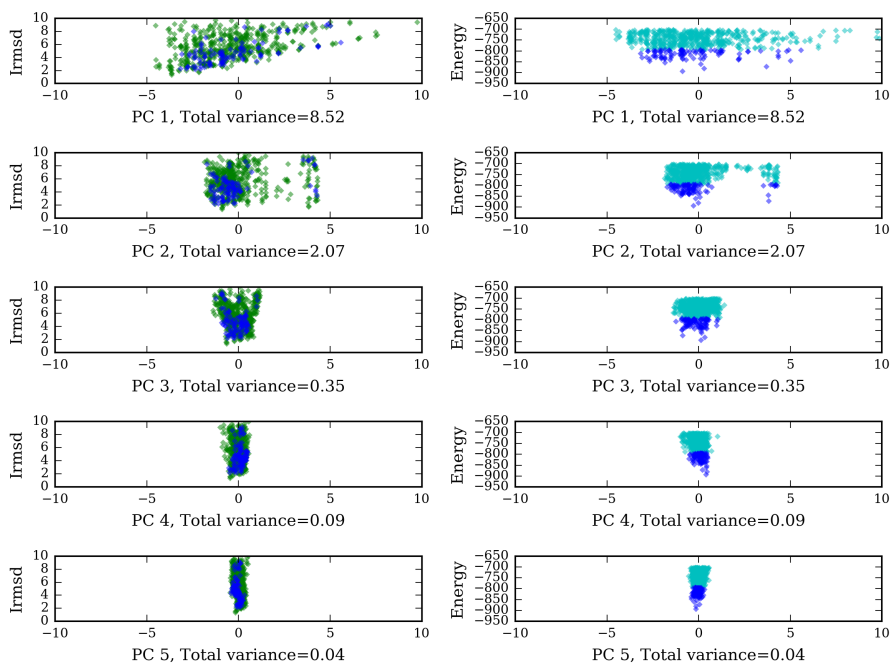 10
8
6
4
2
0
Irmsd
−10 −5 0 5 10
PC 1, Total variance=8.52
−650
−700
−750
−800
−850
−900
−950
Energy
−10 −5 0 5 10
PC 1, Total variance=8.52
10
8
6
4
2
0
Irmsd
−10 −5 0 5 10
PC 2, Total variance=2.07
−650
−700
−750
−800
−850
−900
−950
Energy
−10 −5 0 5 10
PC 2, Total variance=2.07
10
8
6
4
2
0
Irmsd
−10 −5 0 5 10
PC 3, Total variance=0.35
−650
−700
−750
−800
−850
−900
−950
Energy
−10 −5 0 5 10
PC 3, Total variance=0.35
10
8
6
4
2
0
Irmsd
−10 −5 0 5 10
PC 4, Total variance=0.09
−650
−700
−750
−800
−850
−900
−950
Energy
−10 −5 0 5 10
PC 4, Total variance=0.09
10
8
6
4
2
0
Irmsd
−10 −5 0 5 10
PC 5, Total variance=0.04
−650
−700
−750
−800
−850
−900
−950
Energy
−10 −5 0 5 10
PC 5, Total variance=0.04